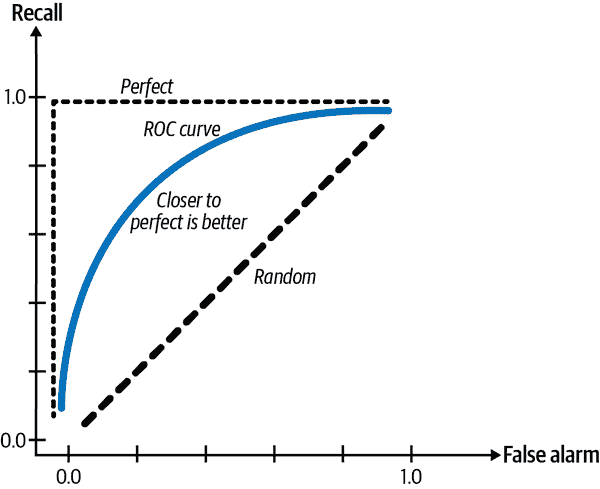 Recall
1.0
Perfect
ROC curve
Closer to
perfect is better
Random
0.0
False alarm
0.0
1.0